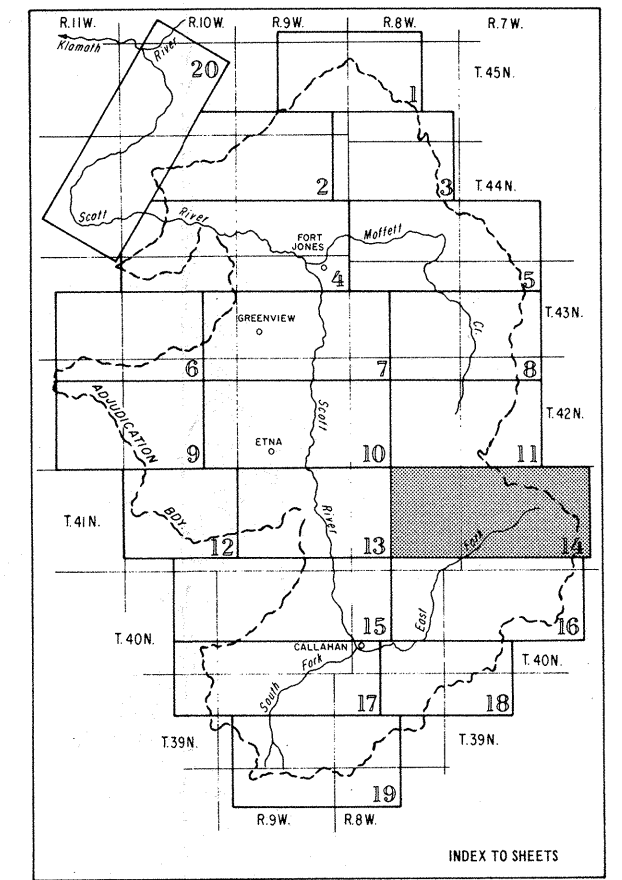 R.11W.
R.10W.
R.9W.
R.8W.
R.7W.
Klamath
River
20
1
T.45N.
2
3
T.44N.
Scott
River
FORT
JONES
Moffett
4
5
GREENVIEW
Cr.
T.43N.
6
7
8
ADJUDICATION
BDY.
Scott
River
T.42N.
ETNA
9
10
11
T.41N.
12
13
East
Fork
14
T.40N.
15
16
CALLAHAN
South
Fork
T.40N.
17
18
T.39N.
T.39N.
19
R.9W.
R.8W.
INDEX TO SHEETS